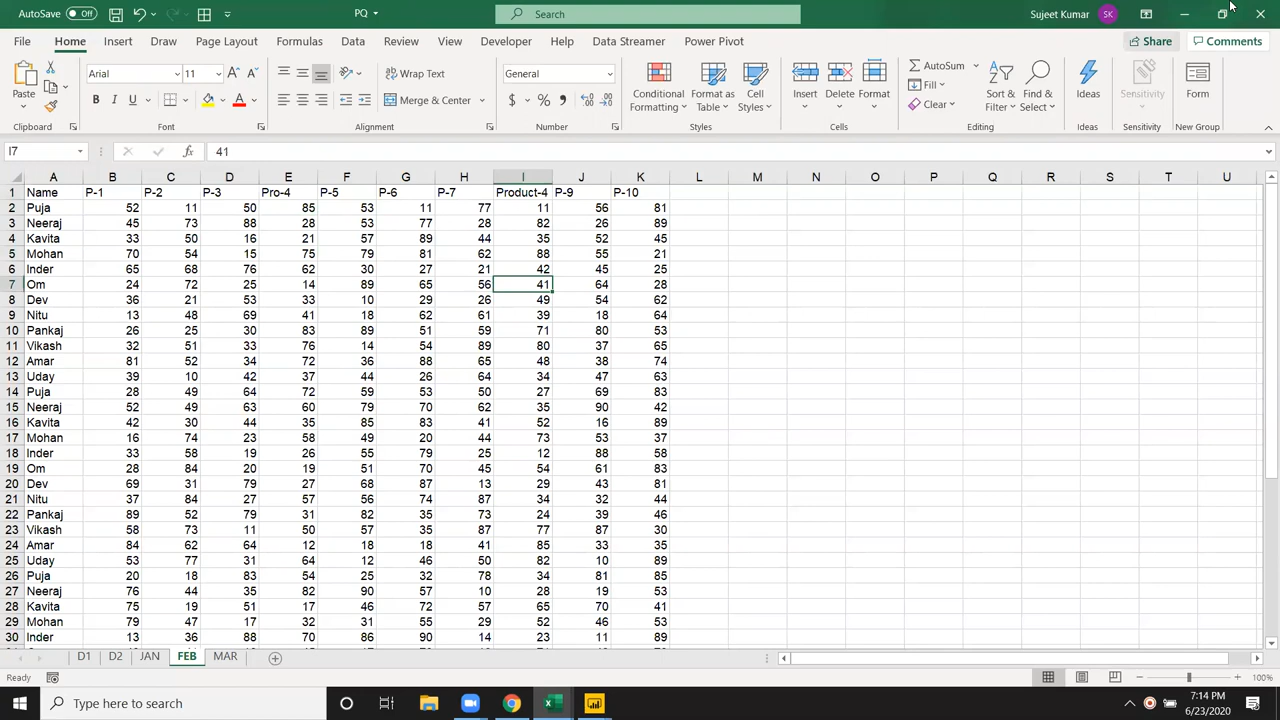 AutoSave Off PQ Search Sujeet Kumar SK
File Home Insert Draw Page Layout Formulas Data Review View Developer Help Data Streamer Power Pivot Share Comments
Paste Arial 11 Wrap Text General Conditional Formatting Format as Table Cell Styles Insert Delete Format AutoSum Sort & Filter Find & Select Ideas Sensitivity Form
B I U A Merge & Center $ % Fill
Clear
Clipboard Font Alignment Number Styles Cells Editing Ideas Sensitivity New Group
I7 fx 41
A B C D E F G H I J K L M N O P Q R S T U
1 Name P-1 P-2 P-3 Pro-4 P-5 P-6 P-7 Product-4 P-9 P-10
2 Puja 52 11 50 85 53 11 77 11 56 81
3 Neeraj 45 73 88 28 53 77 28 82 26 89
4 Kavita 33 50 16 21 57 89 44 35 52 45
5 Mohan 70 54 15 75 79 81 62 88 55 21
6 Inder 65 68 76 62 30 27 21 42 45 25
7 Om 24 72 25 14 89 65 56 41 64 28
8 Dev 36 21 53 33 10 29 26 49 54 62
9 Nitu 13 48 69 41 18 62 61 39 18 64
10 Pankaj 26 25 30 83 89 51 59 71 80 53
11 Vikash 32 51 33 76 14 54 89 80 37 65
12 Amar 81 52 34 72 36 88 65 48 38 74
13 Uday 39 10 42 37 44 26 64 34 47 63
14 Puja 28 49 64 72 59 53 50 27 69 83
15 Neeraj 52 49 63 60 79 70 62 35 90 42
16 Kavita 42 30 44 35 85 83 41 52 16 89
17 Mohan 16 74 23 58 49 20 44 73 53 37
18 Inder 33 58 19 26 55 79 25 12 88 58
19 Om 28 84 20 19 51 70 45 54 61 83
20 Dev 69 31 79 27 68 87 13 29 43 81
21 Nitu 37 84 27 57 56 74 87 34 32 44
22 Pankaj 89 52 79 31 82 35 73 24 39 46
23 Vikash 58 73 11 50 57 35 87 77 87 30
24 Amar 84 62 64 12 18 18 41 85 33 35
25 Uday 53 77 31 64 12 46 50 82 10 89
26 Puja 20 18 83 54 25 32 78 34 81 85
27 Neeraj 76 44 35 82 90 57 10 28 19 53
28 Kavita 75 19 51 17 46 72 57 65 70 41
29 Mohan 79 47 17 32 31 55 29 52 46 53
30 Inder 13 36 88 70 86 90 14 23 11 89
D1 D2 JAN FEB MAR
Ready 100%
Type here to search 7:14 PM
6/23/2020